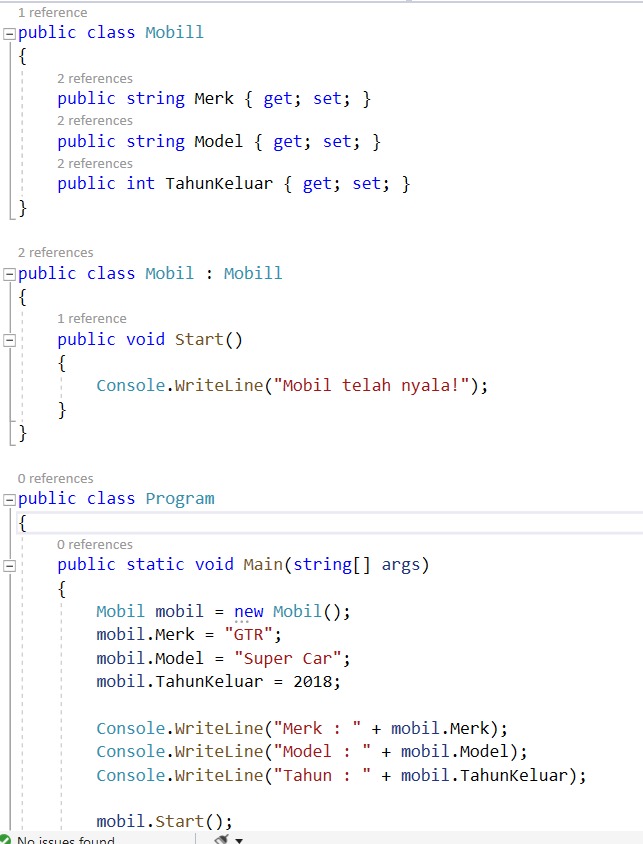 1 reference
public class Mobill
{
2 references
public string Merk { get; set; }
2 references
public string Model { get; set; }
2 references
public int TahunKeluar { get; set; }
}
2 references
public class Mobil : Mobill
{
1 reference
public void Start()
{
Console.WriteLine("Mobil telah nyala!");
}
}
0 references
public class Program
{
0 references
public static void Main(string[] args)
{
Mobil mobil = new Mobil();
mobil.Merk = "GTR";
mobil.Model = "Super Car";
mobil.TahunKeluar = 2018;
Console.WriteLine("Merk : " + mobil.Merk);
Console.WriteLine("Model : " + mobil.Model);
Console.WriteLine("Tahun : " + mobil.TahunKeluar);
mobil.Start();
No issues found